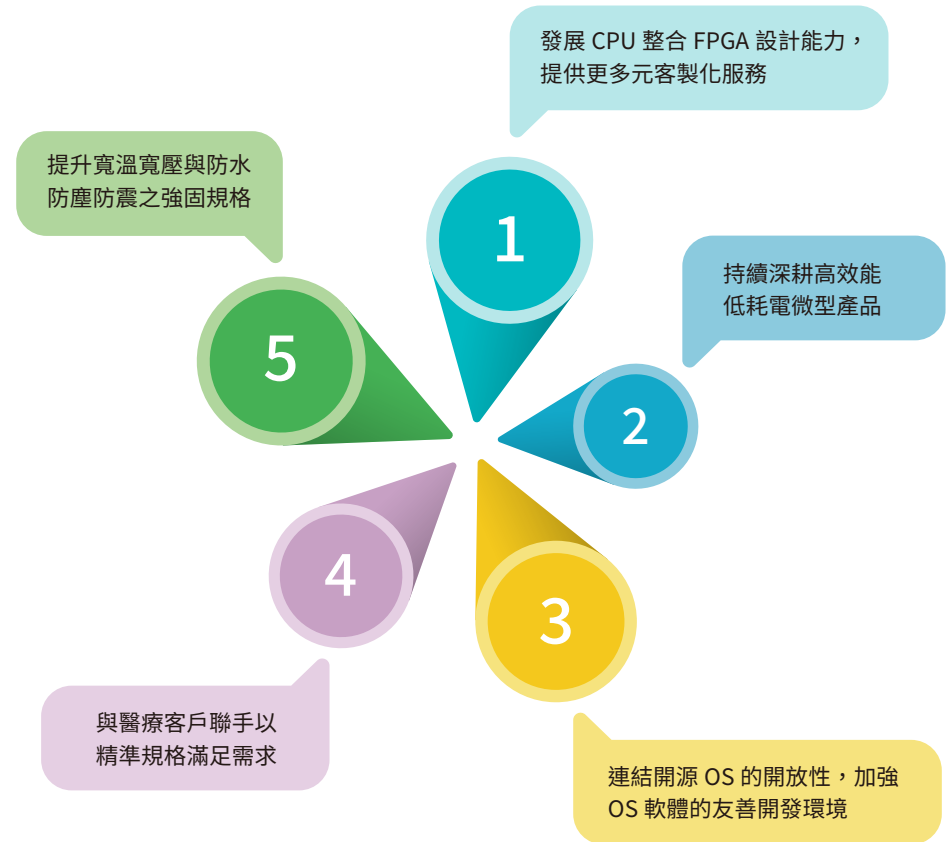 1
發展 CPU 整合 FPGA 設計能力，
提供更多元客製化服務
2
持續深耕高效能
低耗電微型產品
3
連結開源 OS 的開放性，加強
OS 軟體的友善開發環境
4
與醫療客戶聯手以
精準規格滿足需求
5
提升寬溫寬壓與防水
防塵防震之強固規格